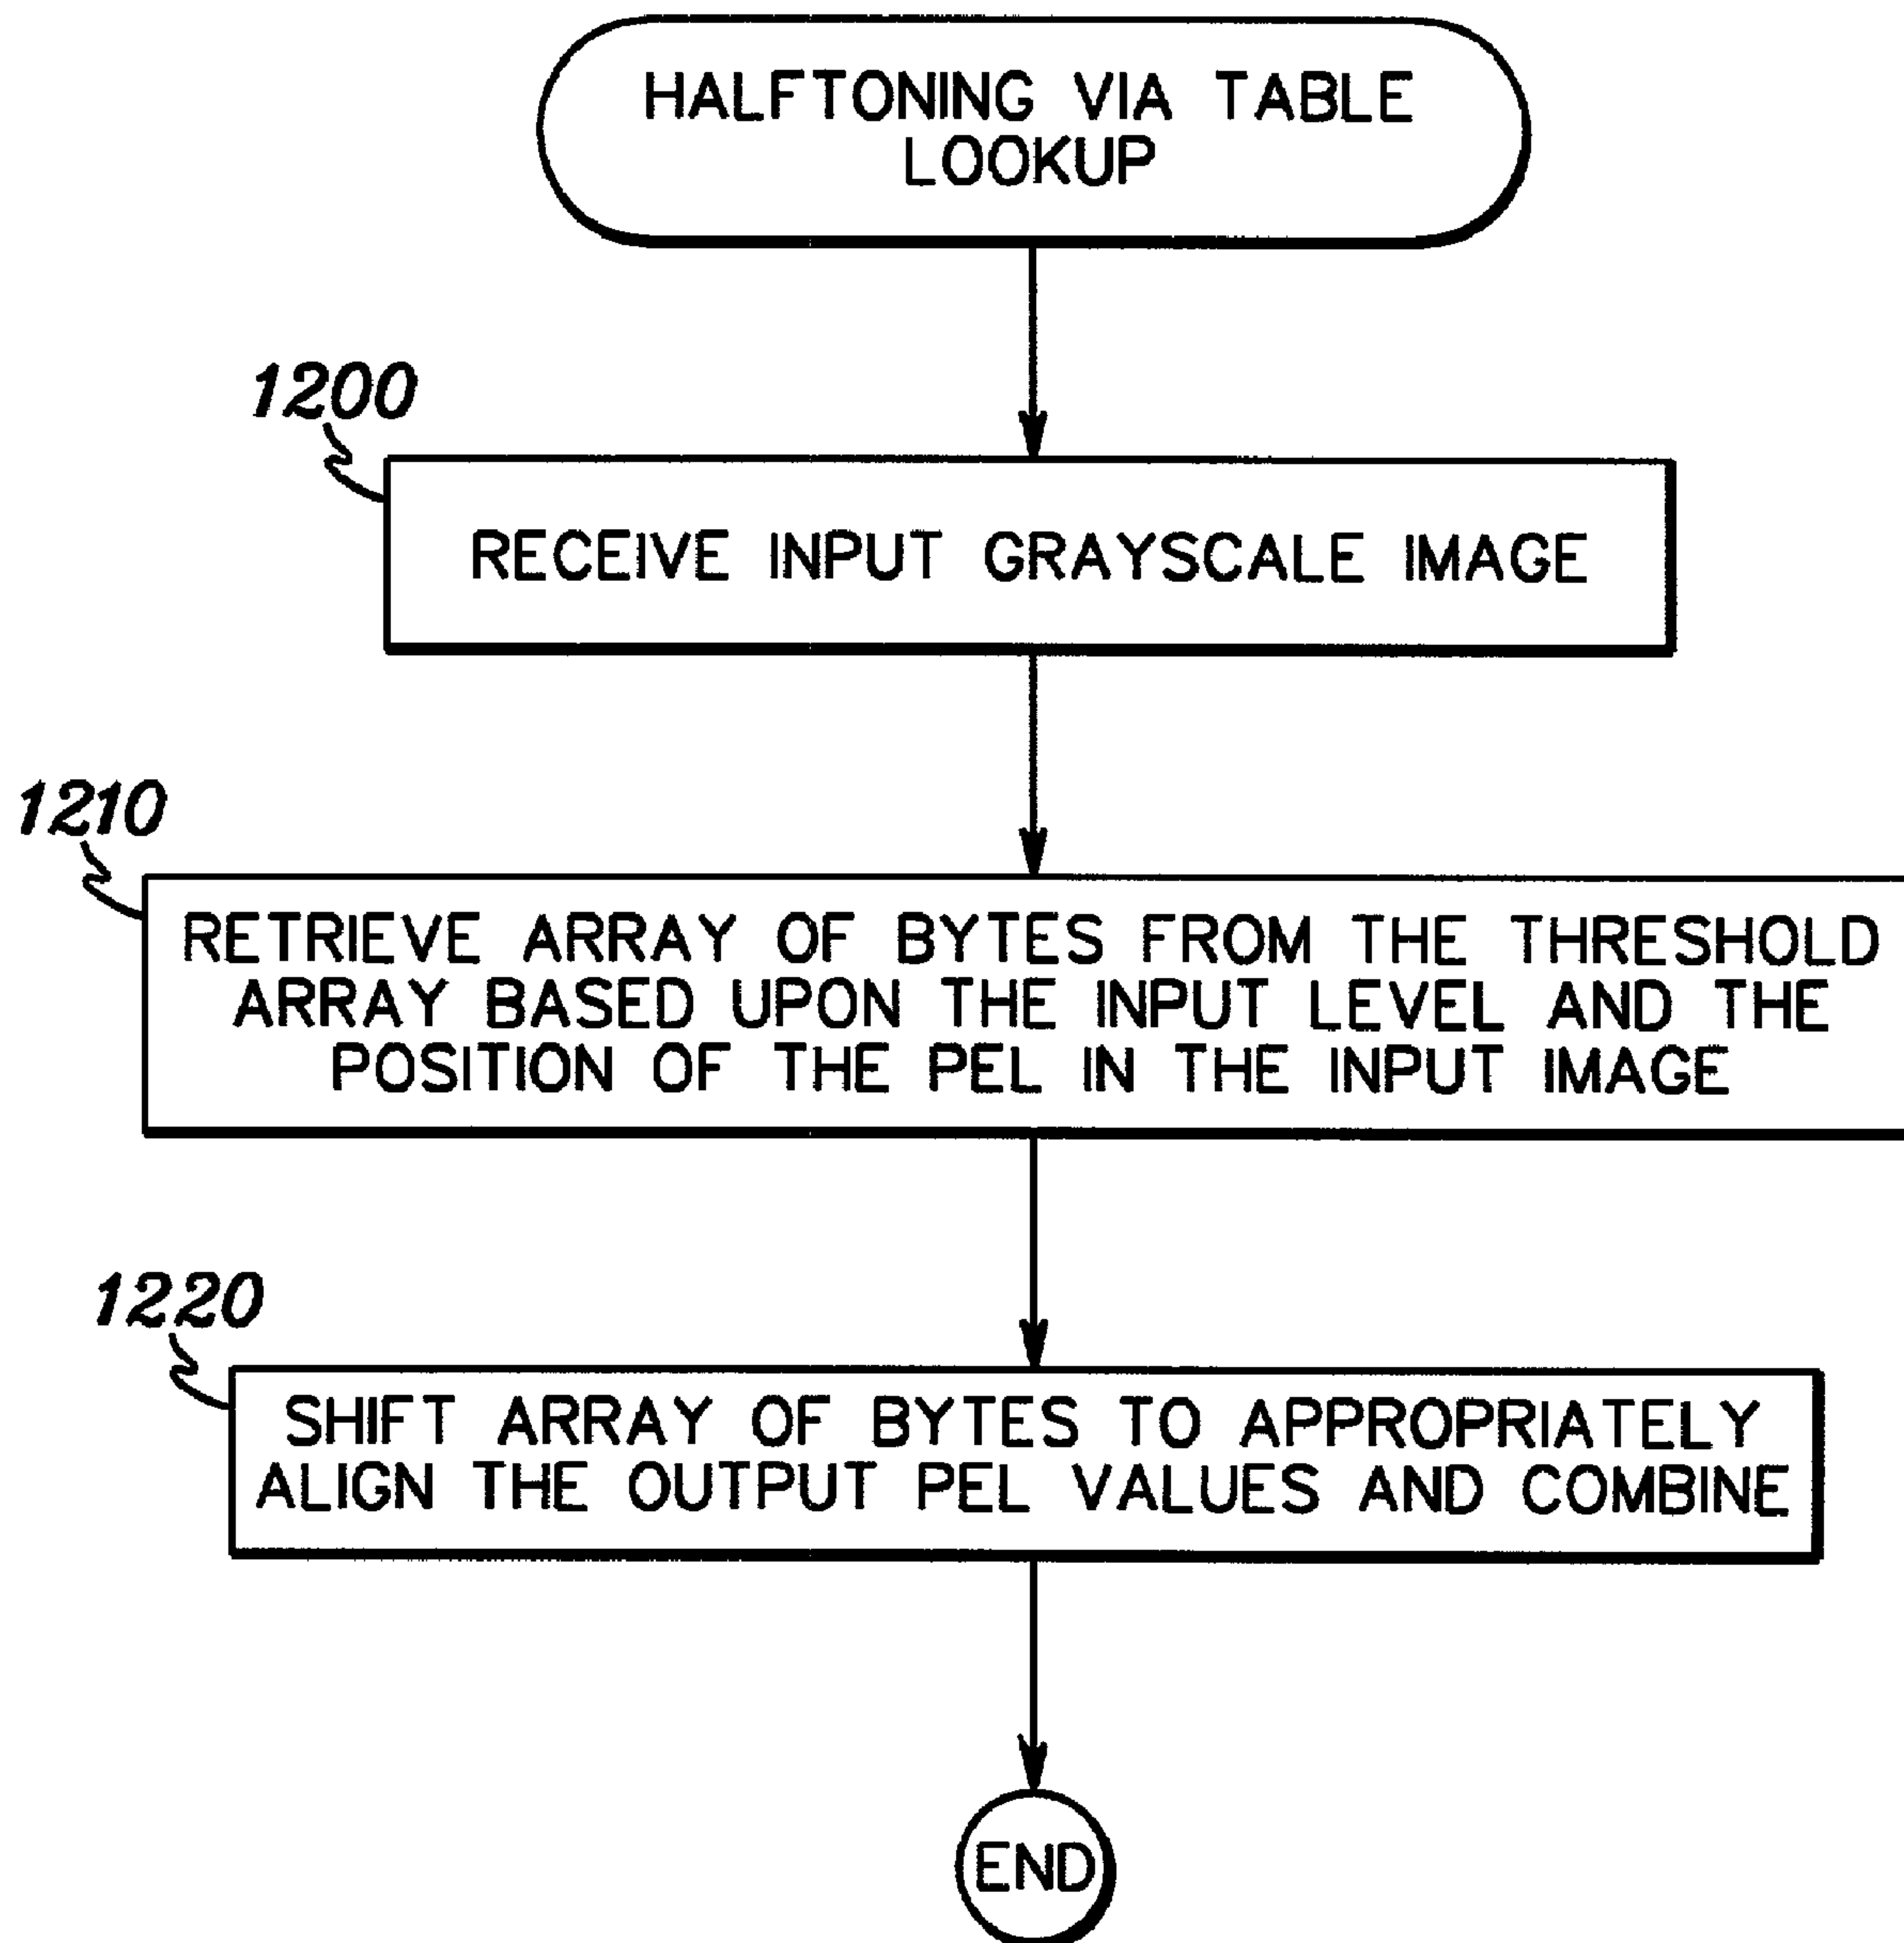 HALFTONING VIA TABLE
LOOKUP
1200
RECEIVE INPUT GRAYSCALE IMAGE
1210
RETRIEVE ARRAY OF BYTES FROM THE THRESHOLD
ARRAY BASED UPON THE INPUT LEVEL AND THE
POSITION OF THE PEL IN THE INPUT IMAGE
1220
SHIFT ARRAY OF BYTES TO APPROPRIATELY
ALIGN THE OUTPUT PEL VALUES AND COMBINE
END